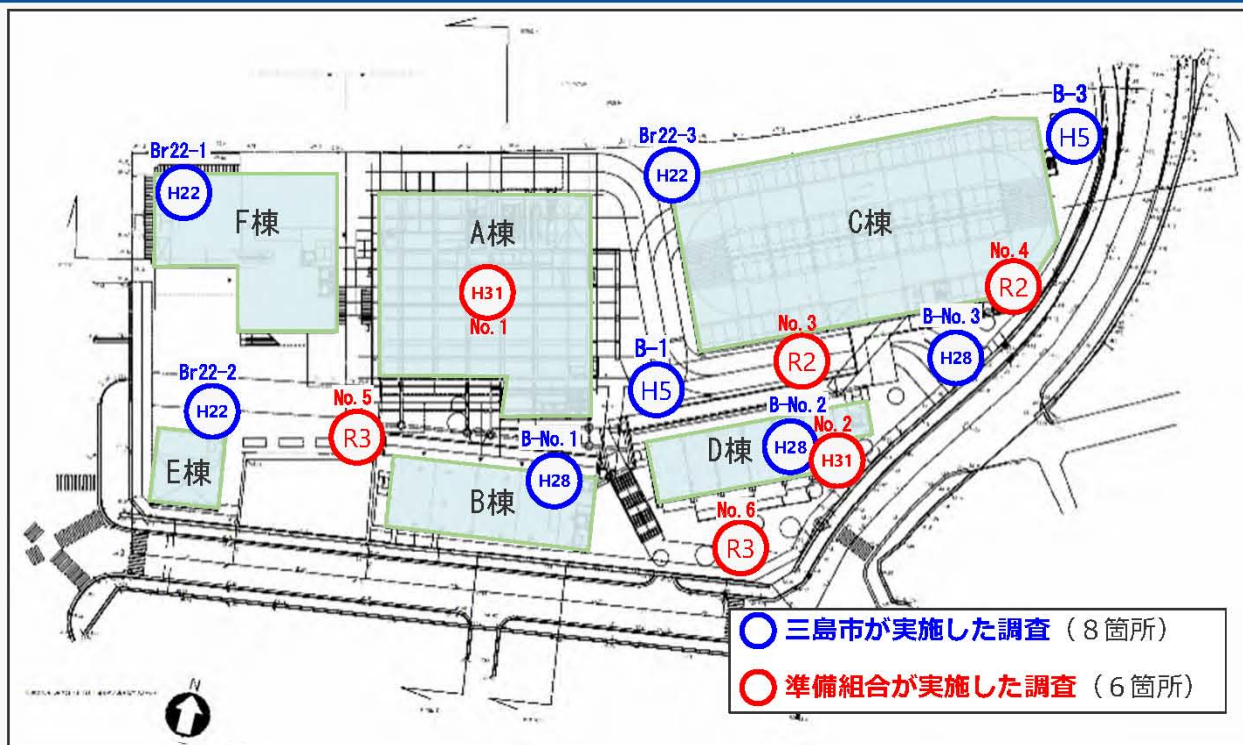 B-3
H5
Br22-1
H22
Br22-3
H22
F棟
A棟
C棟
H31
No. 1
No. 4
R2
No. 3
R2
B-No. 3
H28
B-1
H5
Br22-2
H22
No. 5
R3
B-No. 2
H28
No. 2
H31
D棟
B-No. 1
H28
E棟
B棟
No. 6
R3
三島市が実施した調査（８箇所）
準備組合が実施した調査（６箇所）
N